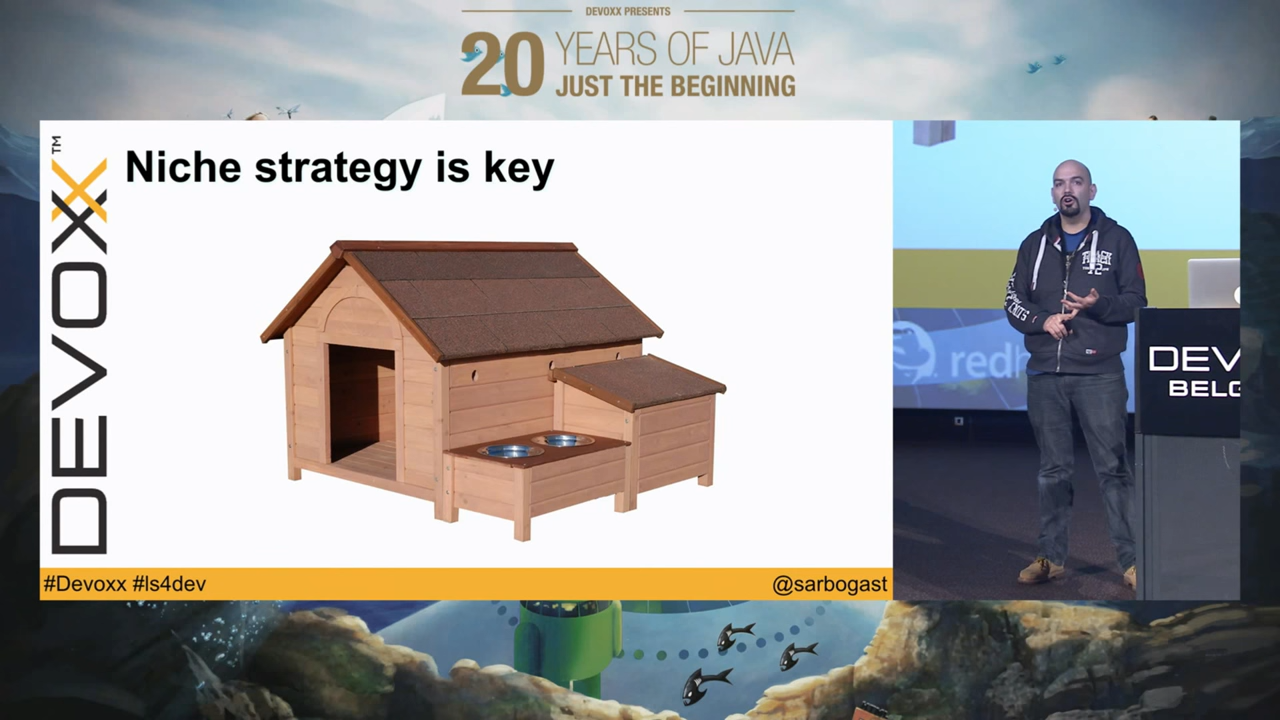 DEVOXX PRESENTS
20 YEARS OF JAVA
JUST THE BEGINNING
DEVOXX™
Niche strategy is key
#Devoxx #ls4dev
@sarbogast
redh
DEV
BELG